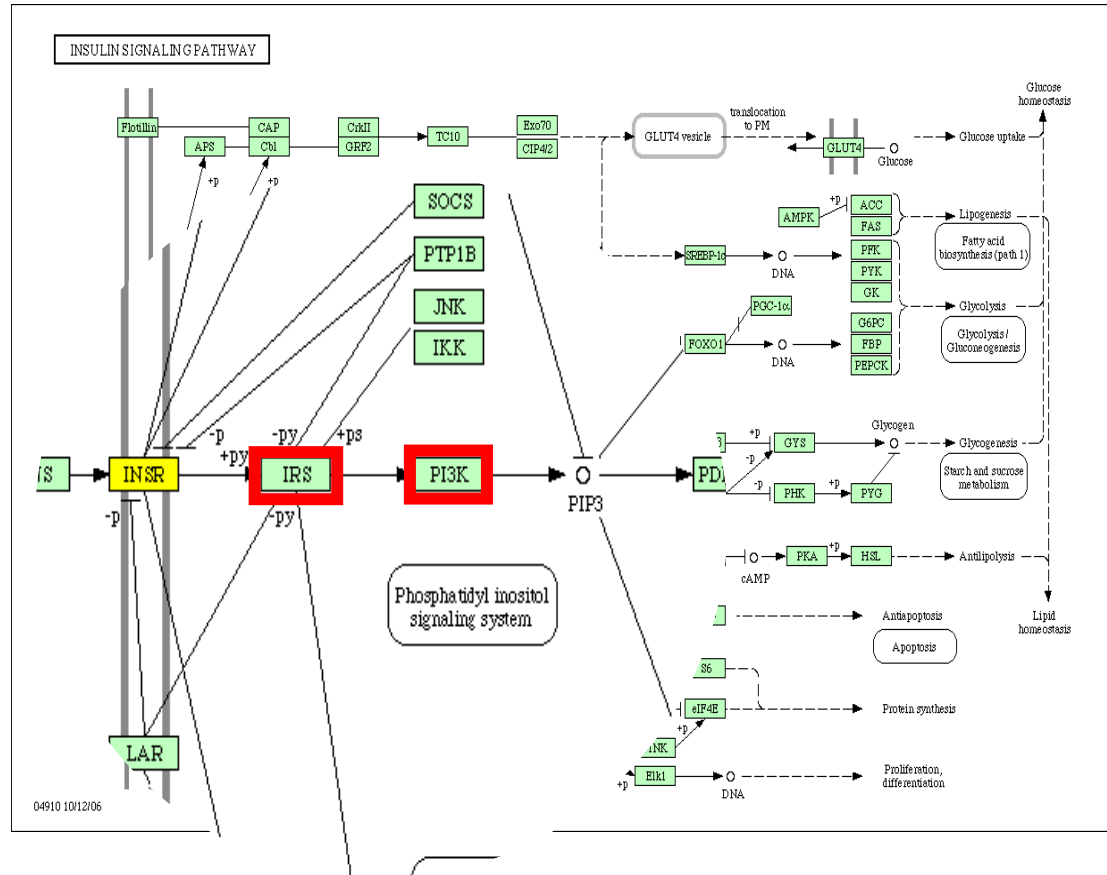 INSULIN SIGNALING PATHWAY
Glucose
homeostasis
Flotillin
CAP
CrkII
TC10
Exo70
GLUT4 vesicle
translocation
to PM
APS
Cbl
GRF2
CIP4/2
GLUT4
Glucose
Glucose uptake
+p
+p
SOCS
AMPK
+p
ACC
FAS
Lipogenesis
Fatty acid
biosynthesis (path 1)
PTP1B
SREBP-1c
DNA
PFK
PYK
GK
JNK
IKK
PGC-1α
Glycolysis
Glycolysis /
Gluconeogenesis
FOXO1
DNA
G6PC
FBP
PEPCK
-p
-py
+ps
+py
INSR
IRS
PI3K
PIP3
-p
-py
+p
GYS
Glycogen
Glycogenesis
-p
-p
PHK
+p
PYG
Starch and sucrose
metabolism
cAMP
PKA
+p
HSL
Antilipolysis
Phosphatidyl inositol
signaling system
Antiapoptosis
Apoptosis
Lipid
homeostasis
S6
eIF4E
Protein synthesis
+p
LAR
+p
Elk1
DNA
Proliferation,
differentiation
04910 10/12/06